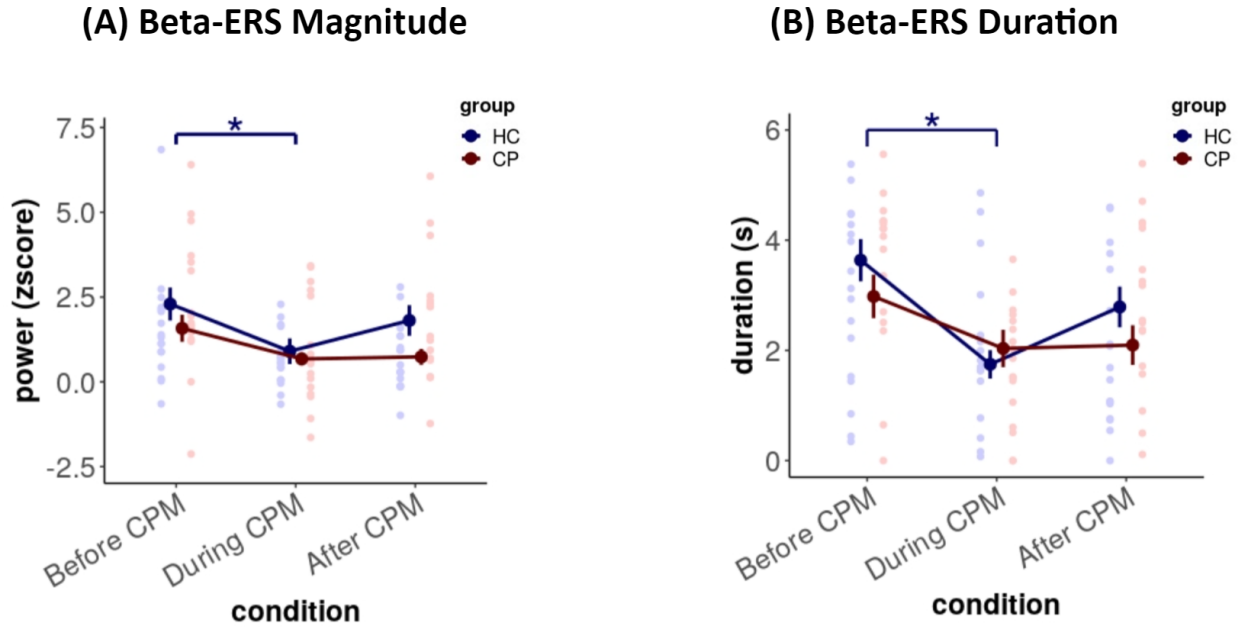 (A) Beta-ERS Magnitude
(B) Beta-ERS Duration
group
HC
CP
*
7.5
5.0
2.5
0.0
-2.5
power (zscore)
Before CPM
During CPM
After CPM
condition
group
HC
CP
*
6
4
2
0
duration (s)
Before CPM
During CPM
After CPM
condition